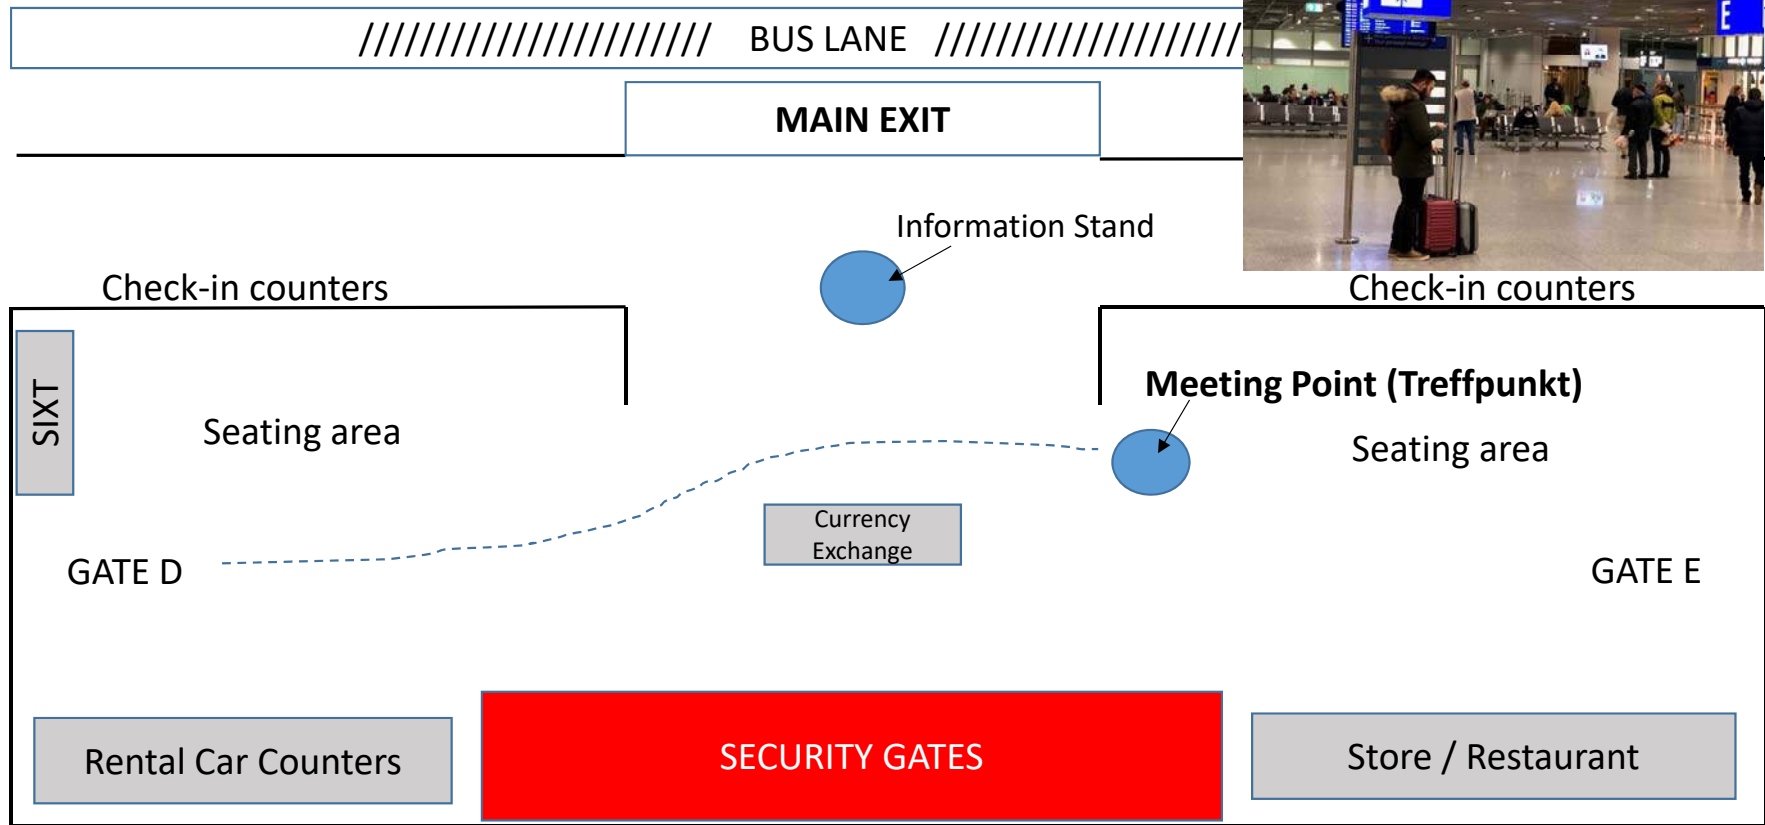 ////////////////////////  BUS LANE  /////////////////////
MAIN EXIT
E
Information Stand
Check-in counters
Check-in counters
SIXT
Meeting Point (Treffpunkt)
Seating area
Seating area
Currency
Exchange
GATE D
GATE E
Rental Car Counters
SECURITY GATES
Store / Restaurant